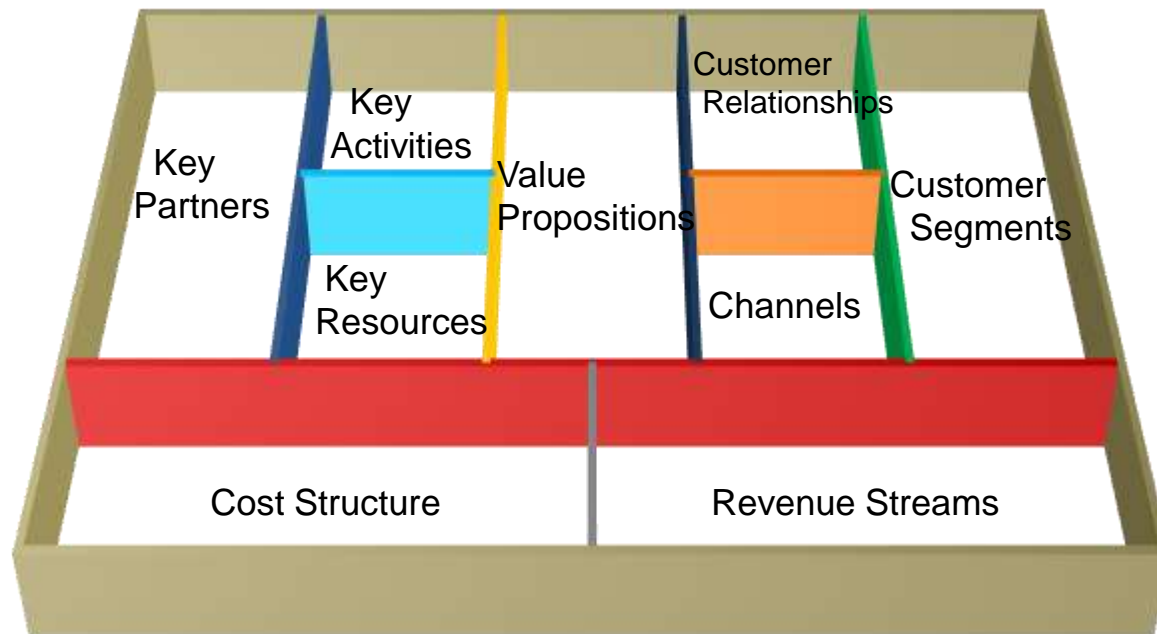 Key
Partners
Key
Activities
Key
Resources
Value
Propositions
Customer
Relationships
Channels
Customer
Segments
Cost Structure
Revenue Streams